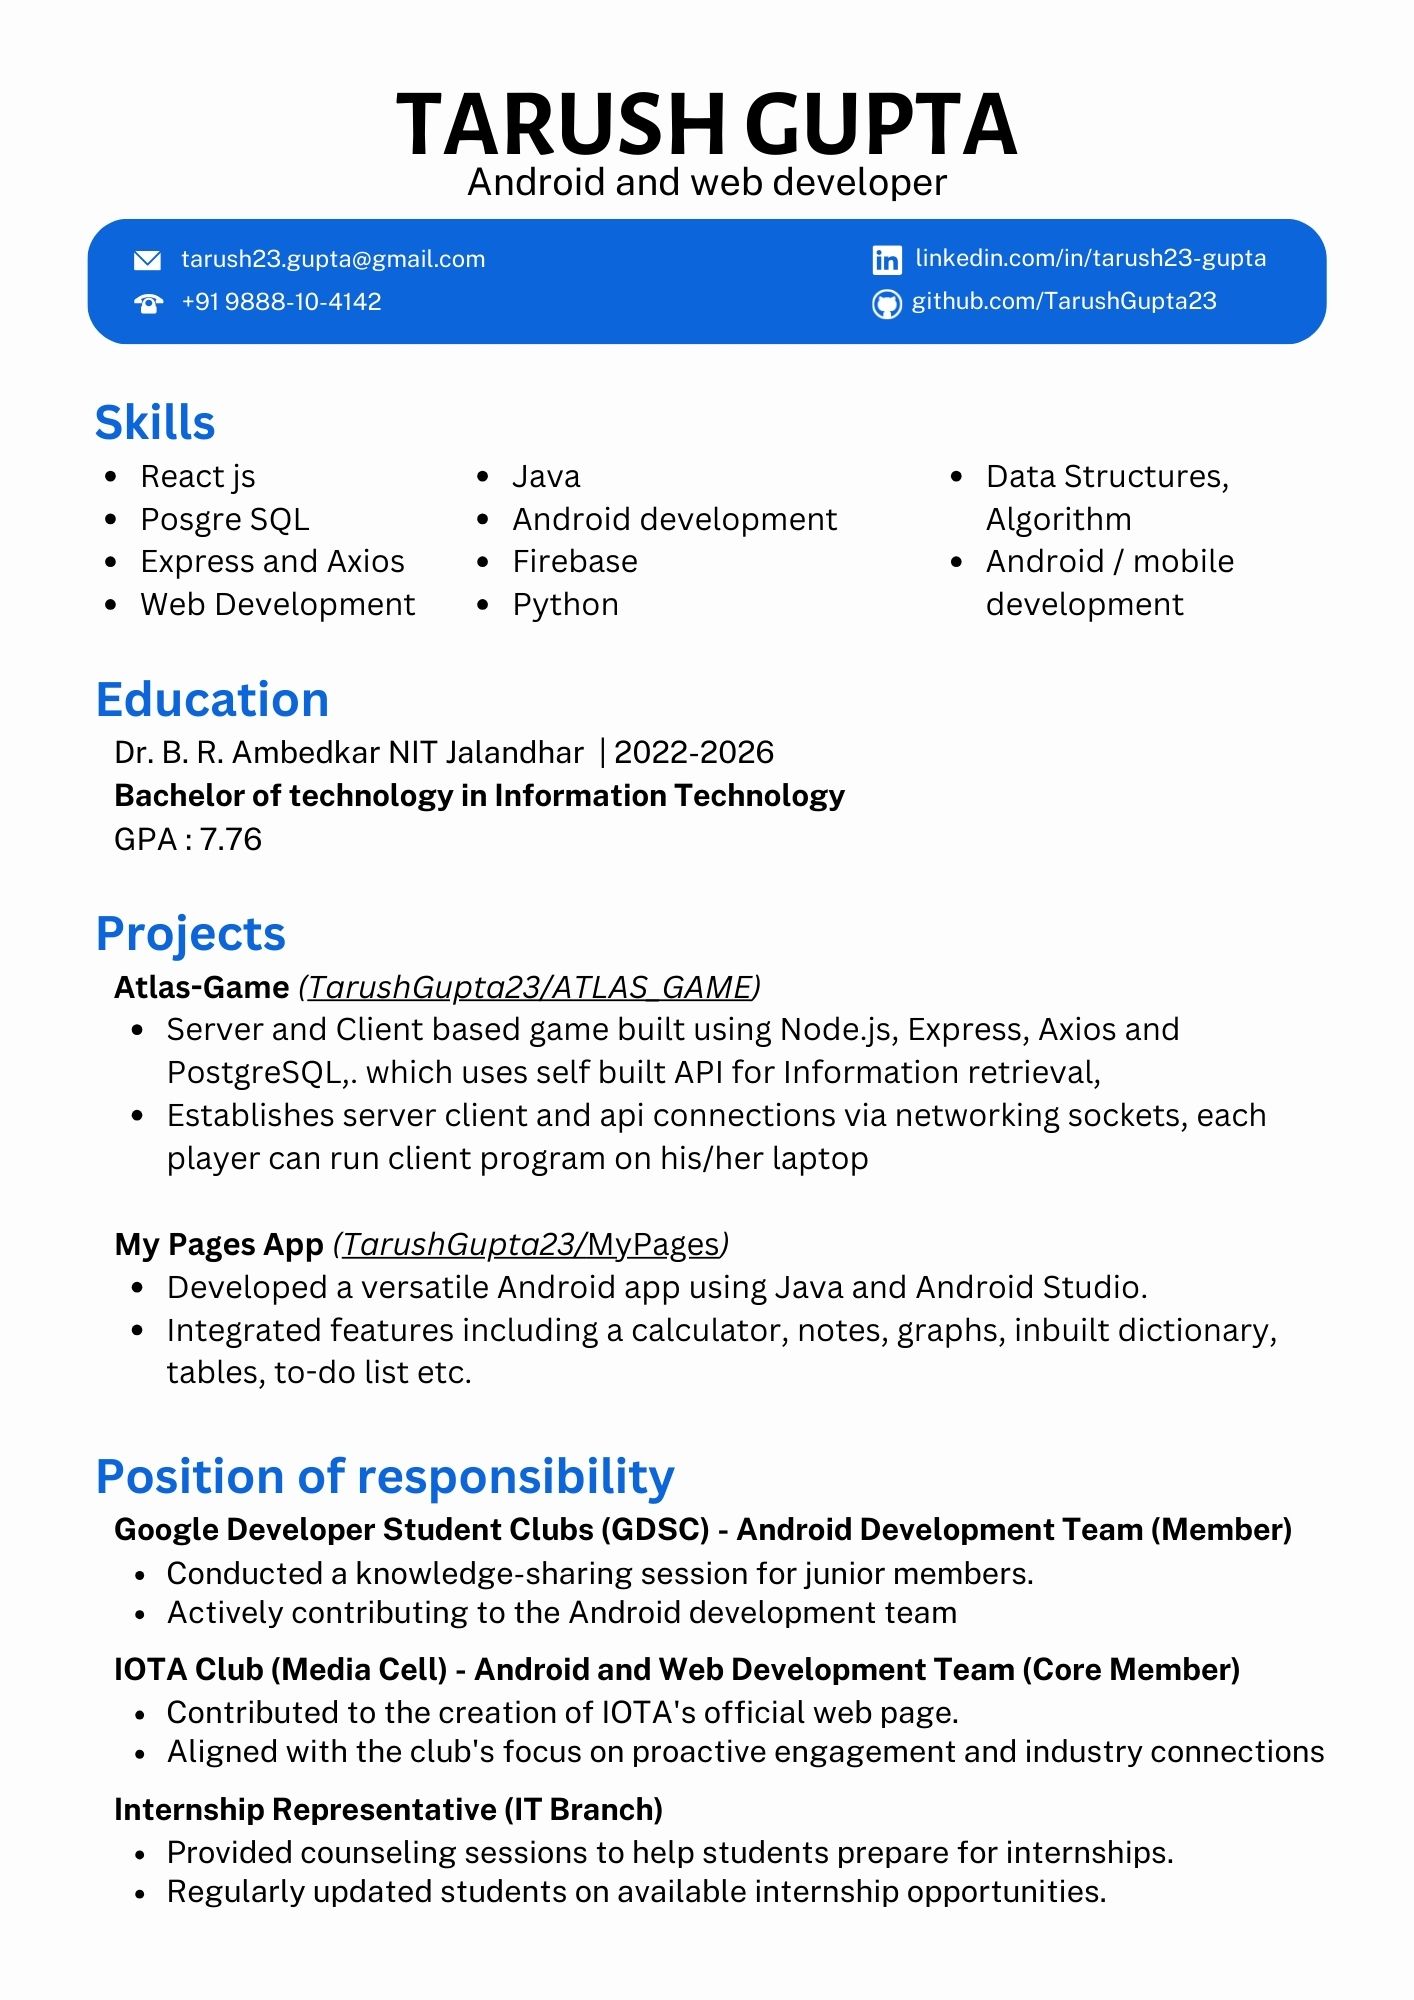 TARUSH GUPTA
Android and web developer
tarush23.gupta@gmail.com
+91 9888-10-4142
linkedin.com/in/tarush23-gupta
github.com/TarushGupta23
Skills
• React js
• Posgre SQL
• Express and Axios
• Web Development
• Java
• Android development
• Firebase
• Python
• Data Structures,
Algorithm
• Android / mobile
development
Education
Dr. B. R. Ambedkar NIT Jalandhar | 2022-2026
Bachelor of technology in Information Technology
GPA : 7.76
Projects
Atlas-Game (TarushGupta23/ATLAS_GAME)
• Server and Client based game built using Node.js, Express, Axios and
PostgreSQL,. which uses self built API for Information retrieval,
• Establishes server client and api connections via networking sockets, each
player can run client program on his/her laptop
My Pages App (TarushGupta23/MyPages)
• Developed a versatile Android app using Java and Android Studio.
• Integrated features including a calculator, notes, graphs, inbuilt dictionary,
tables, to-do list etc.
Position of responsibility
Google Developer Student Clubs (GDSC) - Android Development Team (Member)
• Conducted a knowledge-sharing session for junior members.
• Actively contributing to the Android development team
IOTA Club (Media Cell) - Android and Web Development Team (Core Member)
• Contributed to the creation of IOTA's official web page.
• Aligned with the club's focus on proactive engagement and industry connections
Internship Representative (IT Branch)
• Provided counseling sessions to help students prepare for internships.
• Regularly updated students on available internship opportunities.